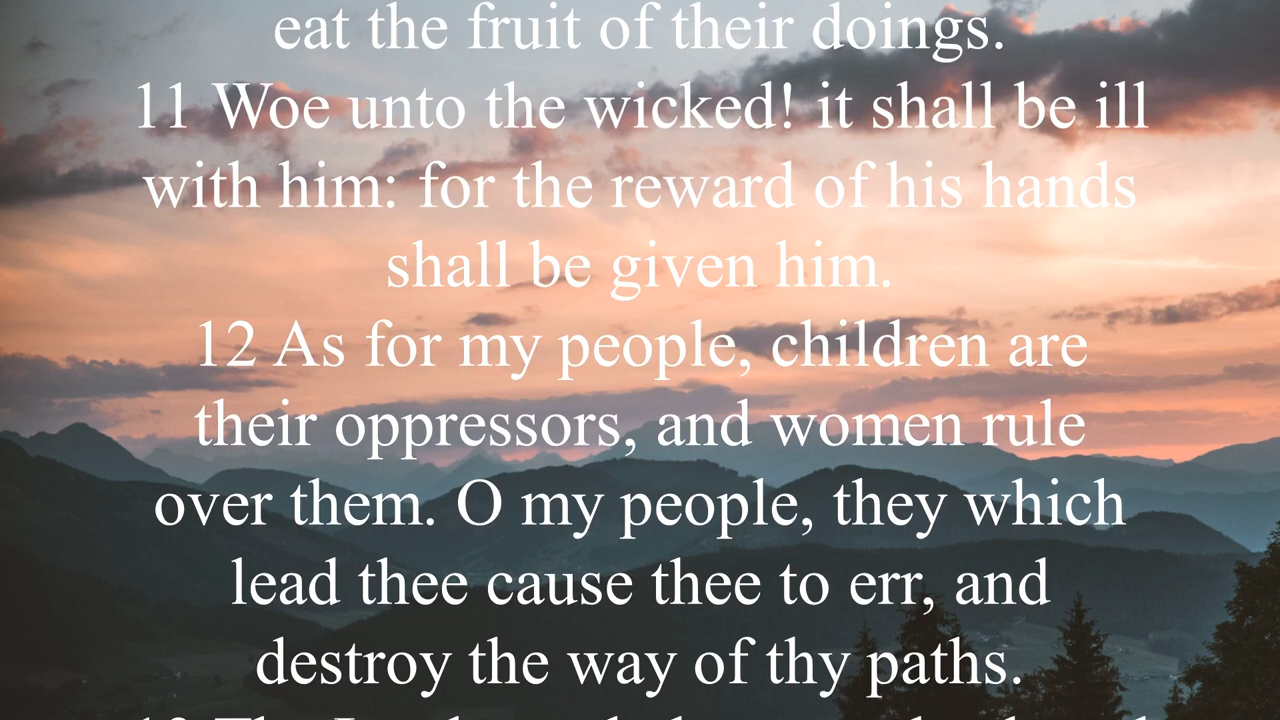 eat the fruit of their doings.
11 Woe unto the wicked! it shall be ill
with him: for the reward of his hands
shall be given him.
12 As for my people, children are
their oppressors, and women rule
over them. O my people, they which
lead thee cause thee to err, and
destroy the way of thy paths.